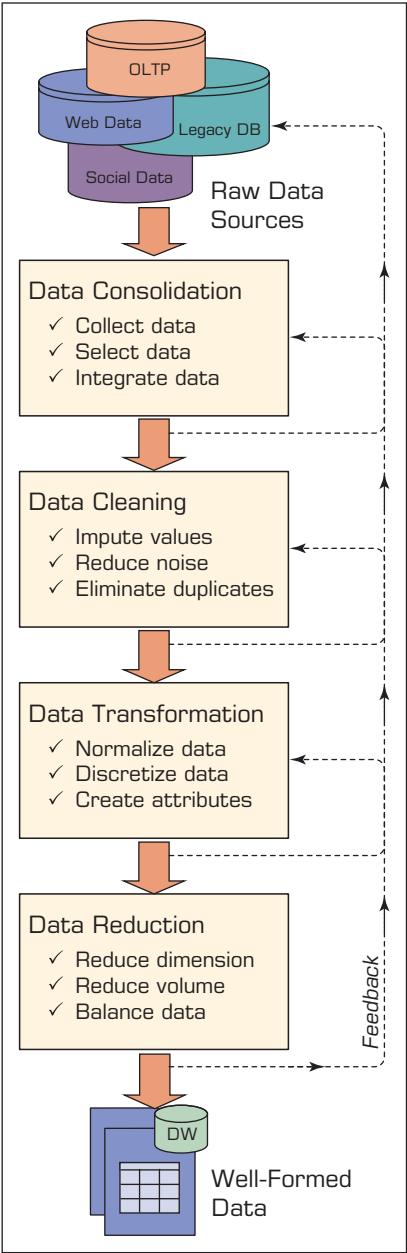 OLTP
Web Data
Legacy DB
Social Data
Raw Data
Sources
Data Consolidation
✓ Collect data
✓ Select data
✓ Integrate data
Data Cleaning
✓ Impute values
✓ Reduce noise
✓ Eliminate duplicates
Data Transformation
✓ Normalize data
✓ Discretize data
✓ Create attributes
Data Reduction
✓ Reduce dimension
✓ Reduce volume
✓ Balance data
Feedback
DW
Well-Formed
Data